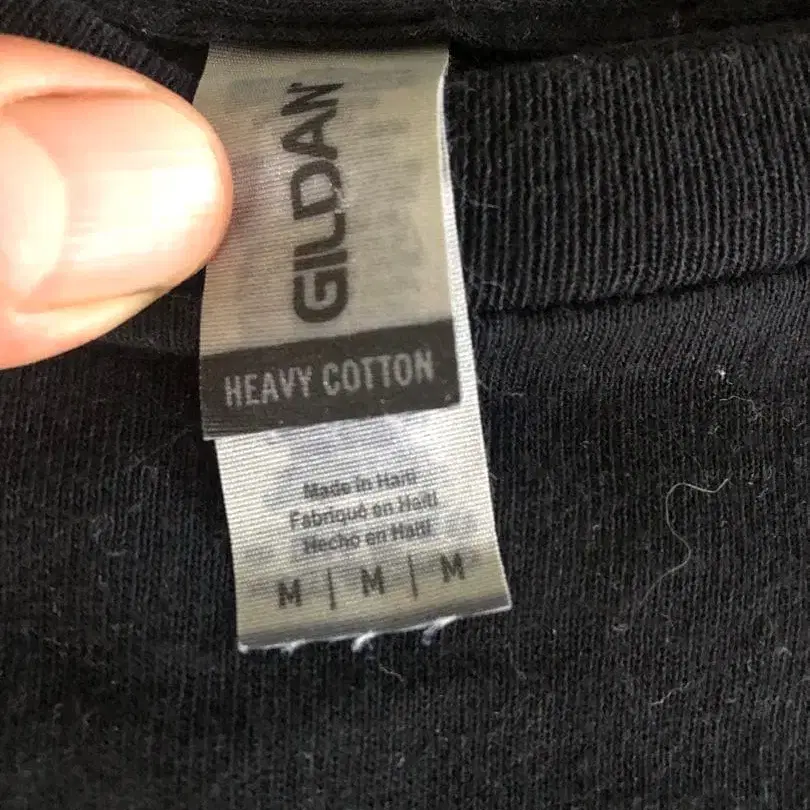 GILDAN
HEAVY COTTON
Made in Haiti
Fabriqué en Haïti
Hecho en Haití
M | M | M